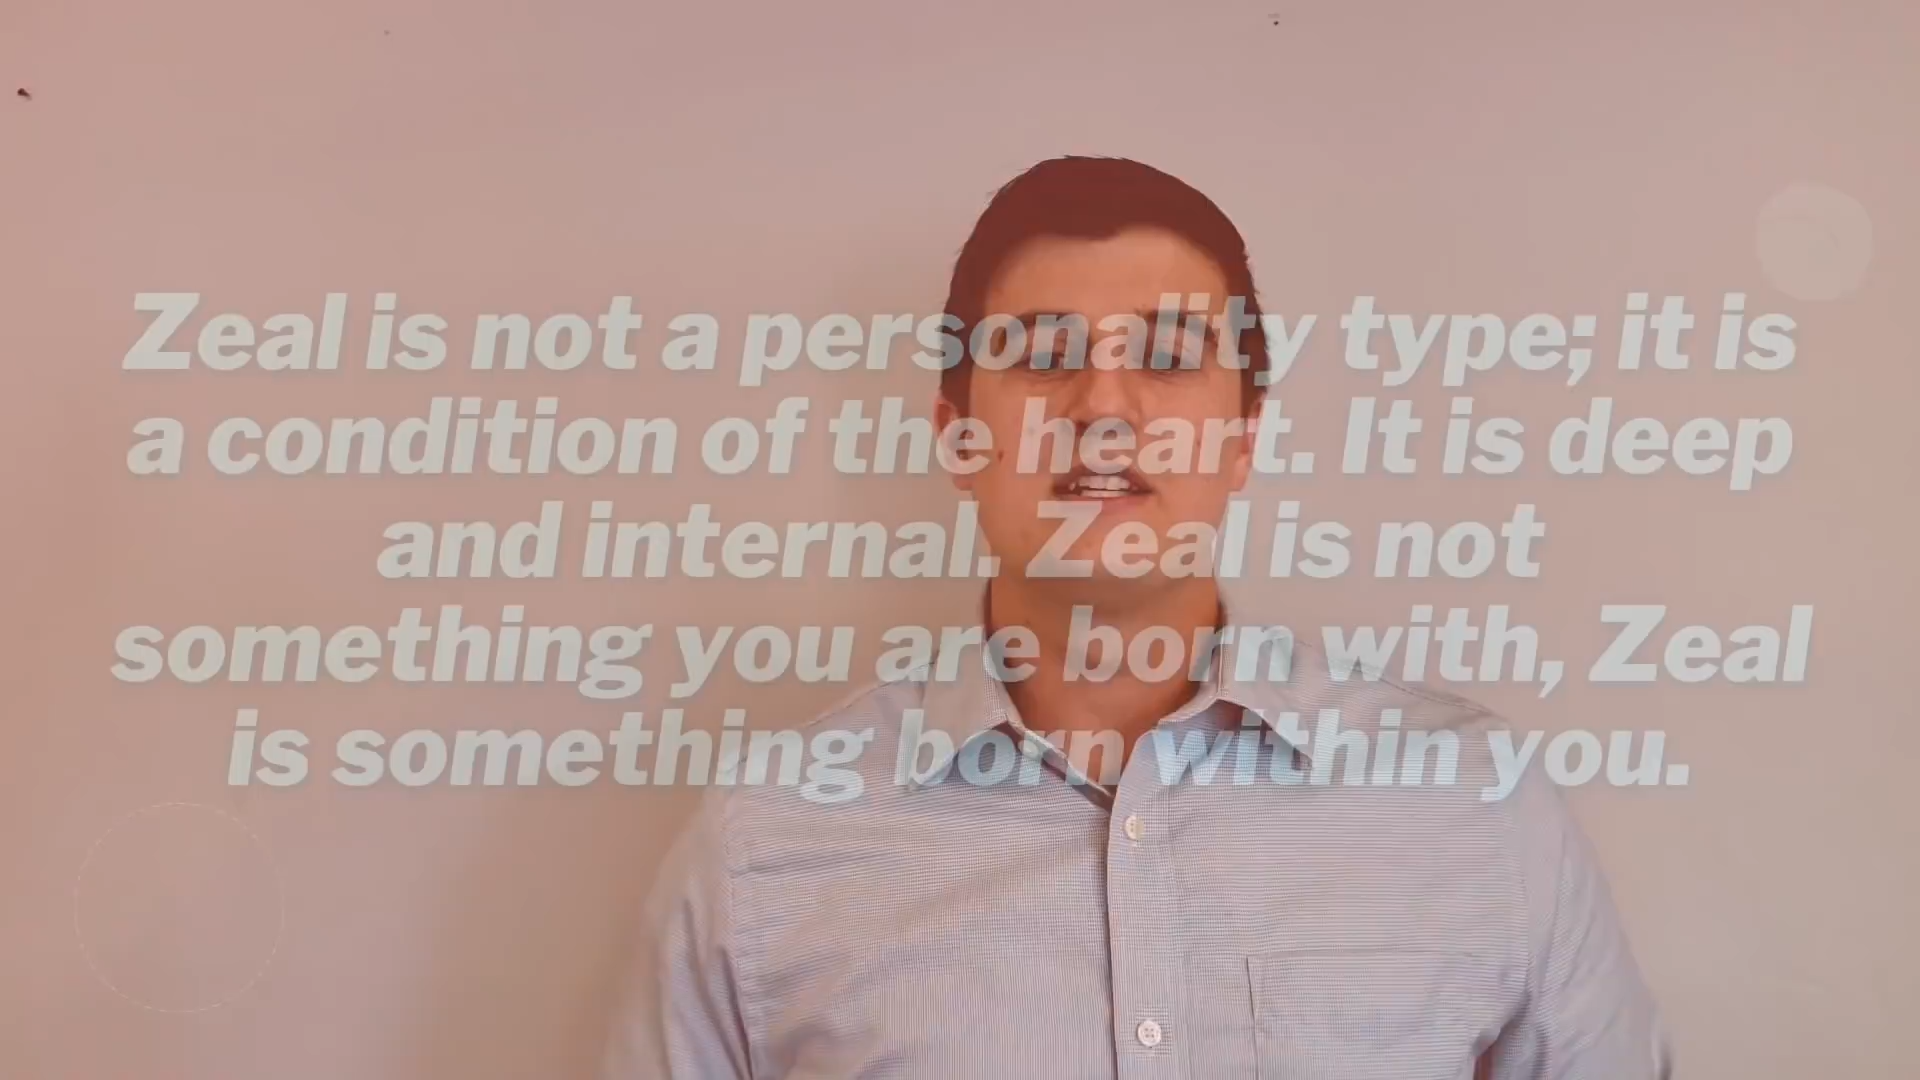 Zeal is not a personality type; it is
a condition of the heart. It is deep
and internal. Zeal is not
something you are born with, Zeal
is something born within you.